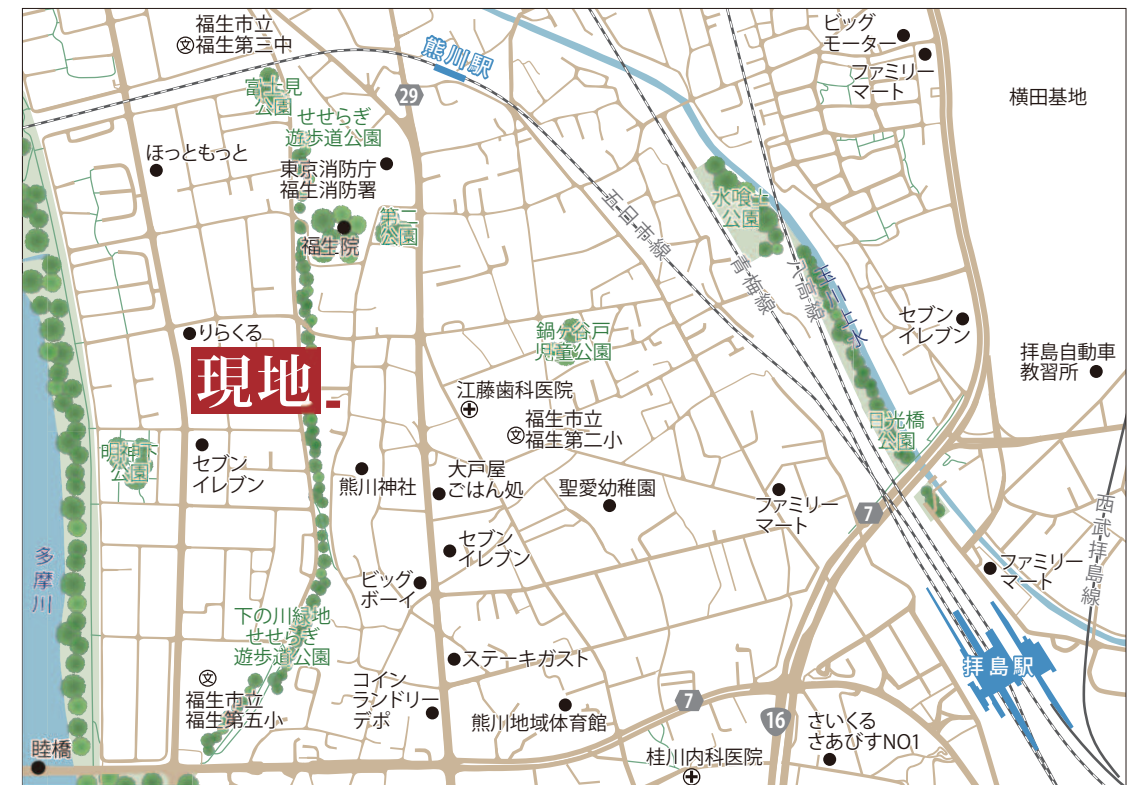 福生市立
福生第三中
熊川駅
29
ビッグ
モーター
ファミリー
マート
横田基地
富士見
公園
せせらぎ
遊歩道公園
ほっともっと
東京消防庁
福生消防署
第二
公園
福生院
五日市線
青梅線
八高線
玉川上水
水喰土
公園
りらくる
現地
鍋ヶ谷戸
児童公園
セブン
イレブン
拝島自動車
教習所
江藤歯科医院
福生市立
福生第二小
日光橋
公園
明神下
公園
セブン
イレブン
熊川神社
大戸屋
ごはん処
聖愛幼稚園
ファミリー
マート
7
西武拝島線
セブン
イレブン
ビッグ
ボーイ
ファミリー
マート
多摩川
下の川緑地
せせらぎ
遊歩道公園
ステーキガスト
拝島駅
福生市立
福生第五小
コイン
ランドリー
デポ
熊川地域体育館
7
16
さいくる
さあびすNO1
桂川内科医院
睦橋
文
文
文